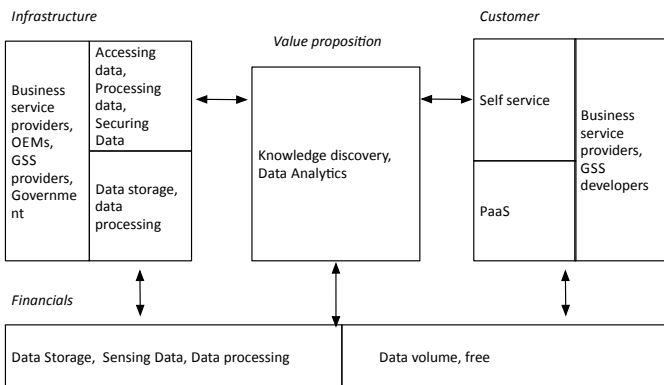 Infrastructure
Value proposition
Customer
Business
service
providers,
OEMs,
GSS
providers,
Governme
nt
Accessing
data,
Processing
data,
Securing
Data
Data storage,
data
processing
Knowledge discovery,
Data Analytics
Self service
PaaS
Business
service
providers,
GSS
developers
Financials
Data Storage, Sensing Data, Data processing
Data volume, free